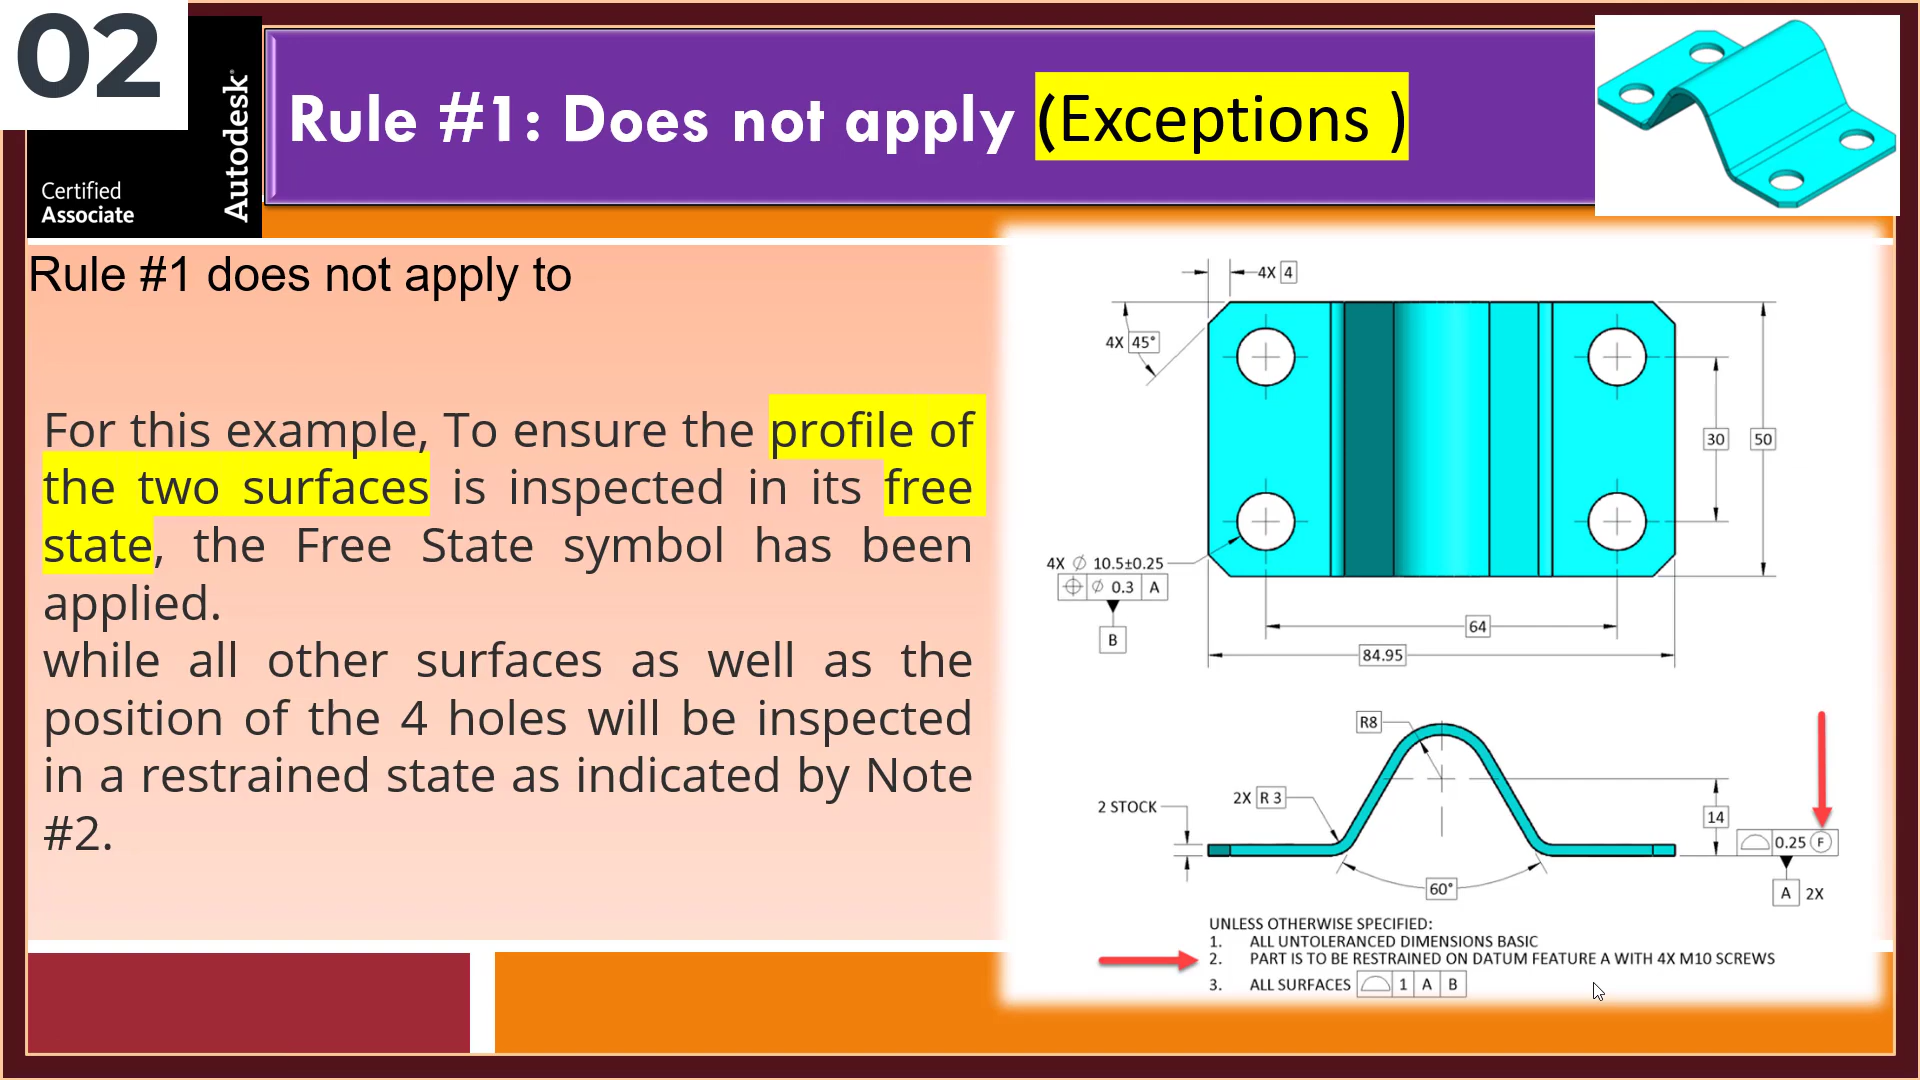 02
Certified
Associate
Autodesk®
Rule #1: Does not apply (Exceptions )
Rule #1 does not apply to
For this example, To ensure the profile of
the two surfaces is inspected in its free
state, the Free State symbol has been
applied.
while all other surfaces as well as the
position of the 4 holes will be inspected
in a restrained state as indicated by Note
#2.
4X 4
4X 45°
30
50
4X ∅ 10.5±0.25
⌖ ∅ 0.3 A
B
64
84.95
R8
2X R 3
2 STOCK
14
⌓ 0.25 Ⓕ
A 2X
60°
UNLESS OTHERWISE SPECIFIED:
1. ALL UNTOLERANCED DIMENSIONS BASIC
2. PART IS TO BE RESTRAINED ON DATUM FEATURE A WITH 4X M10 SCREWS
3. ALL SURFACES ⌓ 1 A B